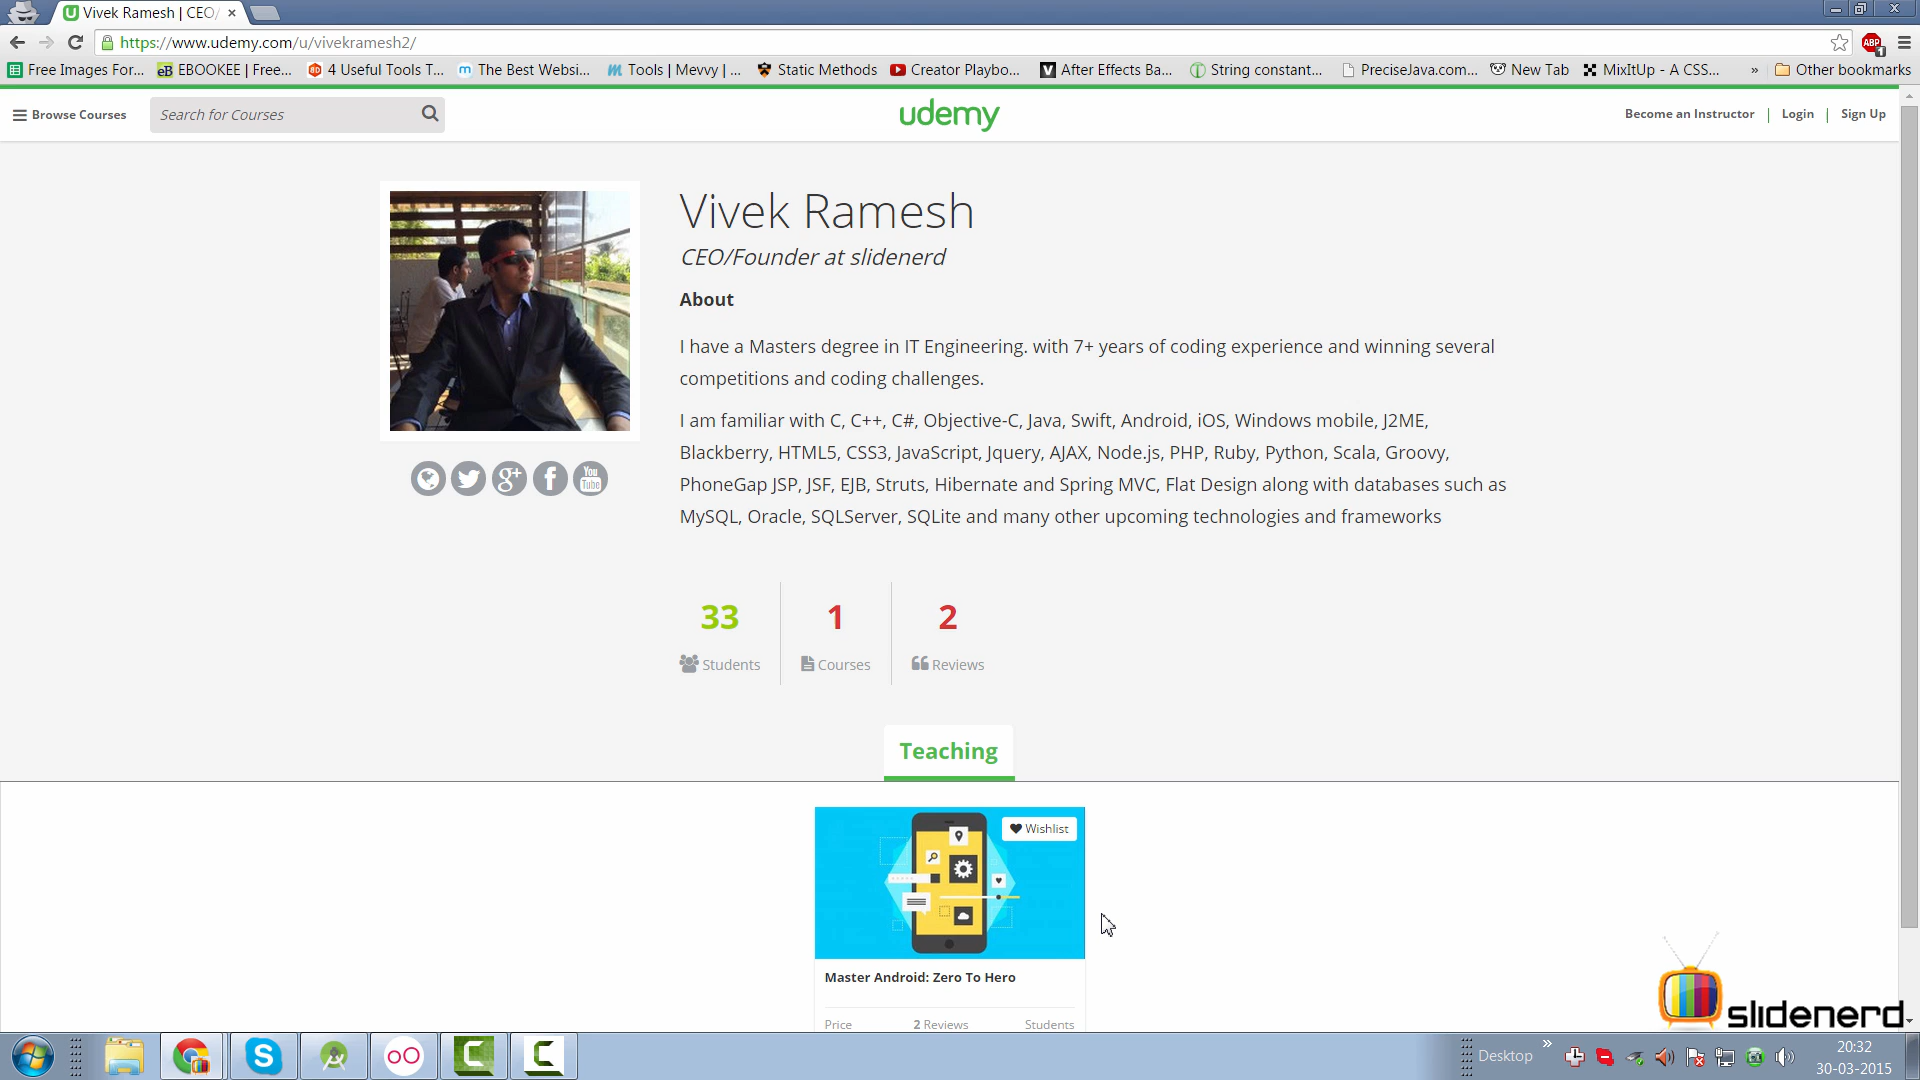 Vivek Ramesh | CEO/
https://www.udemy.com/u/vivekramesh2/
Free Images For... EBOOKEE | Free... 4 Useful Tools T... The Best Websi... Tools | Mevvy | ... Static Methods Creator Playbo... After Effects Ba... String constant... PreciseJava.com... New Tab MixItUp - A CSS... » Other bookmarks
Browse Courses Search for Courses udemy Become an Instructor | Login | Sign Up
Vivek Ramesh
CEO/Founder at slidenerd
About
I have a Masters degree in IT Engineering. with 7+ years of coding experience and winning several
competitions and coding challenges.
I am familiar with C, C++, C#, Objective-C, Java, Swift, Android, iOS, Windows mobile, J2ME,
Blackberry, HTML5, CSS3, JavaScript, Jquery, AJAX, Node.js, PHP, Ruby, Python, Scala, Groovy,
PhoneGap JSP, JSF, EJB, Struts, Hibernate and Spring MVC, Flat Design along with databases such as
MySQL, Oracle, SQLServer, SQLite and many other upcoming technologies and frameworks
33 1 2
Students Courses Reviews
Teaching
Wishlist
Master Android: Zero To Hero
Price 2 Reviews Students
slidenerd
Desktop » 20:32
30-03-2015